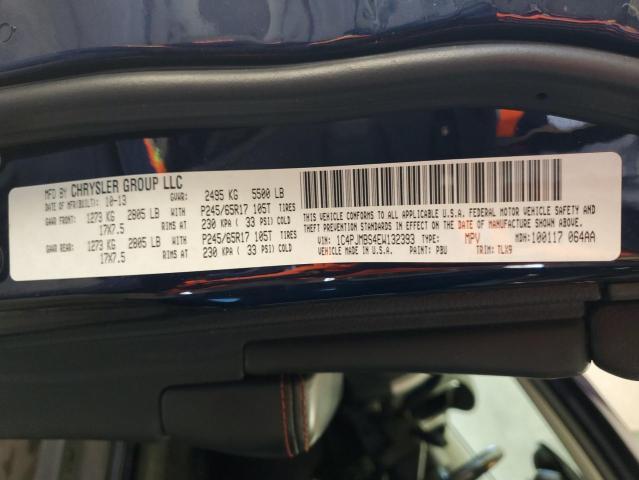 MFD BY CHRYSLER GROUP LLC
DATE OF MFR(BUILT): 10-13 GVWR: 2495 KG 5500 LB
GAWR FRONT: 1273 KG 2805 LB WITH P245/65R17 105T TIRES
17X7.5 RIMS AT 230 KPA ( 33 PSI) COLD
GAWR REAR: 1273 KG 2805 LB WITH P245/65R17 105T TIRES
17X7.5 RIMS AT 230 KPA ( 33 PSI) COLD
THIS VEHICLE CONFORMS TO ALL APPLICABLE U.S.A. FEDERAL MOTOR VEHICLE SAFETY AND
THEFT PREVENTION STANDARDS IN EFFECT ON THE DATE OF MANUFACTURE SHOWN ABOVE.
VIN: 1C4PJMBS4EW132393 TYPE: MPV MDH: 100117 064AA
VEHICLE MADE IN U.S.A. PAINT: PBU TRIM: TLX9